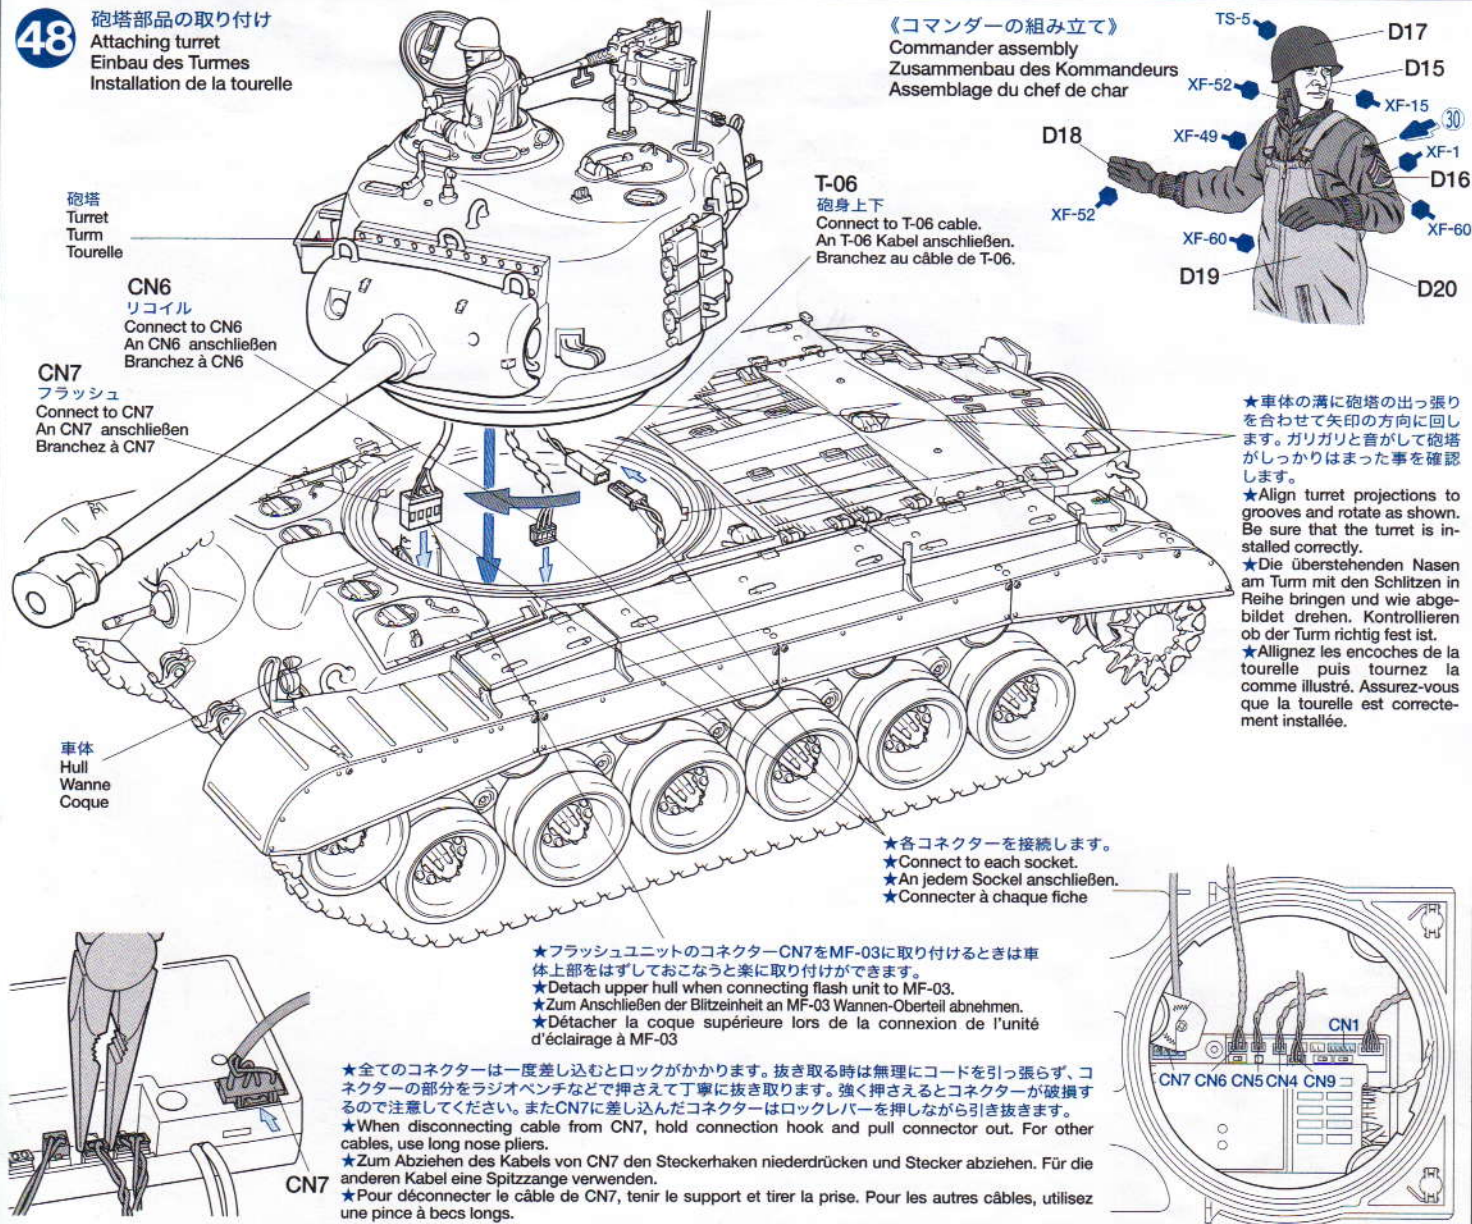 48
砲塔部品の取り付け
Attaching turret
Einbau des Turmes
Installation de la tourelle
《コマンダーの組み立て》
Commander assembly
Zusammenbau des Kommandeurs
Assemblage du chef de char
TS-5
D17
D15
XF-52
XF-15
30
D18
XF-49
XF-1
D16
XF-52
XF-60
XF-60
D19
D20
砲塔
Turret
Turm
Tourelle
T-06
砲身上下
Connect to T-06 cable.
An T-06 Kabel anschließen.
Branchez au câble de T-06.
CN6
リコイル
Connect to CN6
An CN6 anschließen
Branchez à CN6
CN7
フラッシュ
Connect to CN7
An CN7 anschließen
Branchez à CN7
★車体の溝に砲塔の出っ張り
を合わせて矢印の方向に回し
ます。ガリガリと音がして砲塔
がしっかりはまった事を確認
します。
★Align turret projections to
grooves and rotate as shown.
Be sure that the turret is in-
stalled correctly.
★Die überstehenden Nasen
am Turm mit den Schlitzen in
Reihe bringen und wie abge-
bildet drehen. Kontrollieren
ob der Turm richtig fest ist.
★Allignez les encoches de la
tourelle puis tournez la
comme illustré. Assurez-vous
que la tourelle est correcte-
ment installée.
車体
Hull
Wanne
Coque
★各コネクターを接続します。
★Connect to each socket.
★An jedem Sockel anschließen.
★Connecter à chaque fiche
★フラッシュユニットのコネクターCN7をMF-03に取り付けるときは車
体上部をはずしておこなうと楽に取り付けができます。
★Detach upper hull when connecting flash unit to MF-03.
★Zum Anschließen der Blitzeinheit an MF-03 Wannen-Oberteil abnehmen.
★Détacher la coque supérieure lors de la connexion de l'unité
d'éclairage à MF-03
CN1
CN7 CN6 CN5 CN4 CN9
★全てのコネクターは一度差し込むとロックがかかります。抜き取る時は無理にコードを引っ張らず、コ
ネクターの部分をラジオペンチなどで押さえて丁寧に抜き取ります。強く押さえるとコネクターが破損す
るので注意してください。またCN7に差し込んだコネクターはロックレバーを押しながら引き抜きます。
★When disconnecting cable from CN7, hold connection hook and pull connector out. For other
cables, use long nose pliers.
★Zum Abziehen des Kabels von CN7 den Steckerhaken niederdrücken und Stecker abziehen. Für die
anderen Kabel eine Spitzzange verwenden.
★Pour déconnecter le câble de CN7, tenir le support et tirer la prise. Pour les autres câbles, utilisez
une pince à becs longs.
CN7